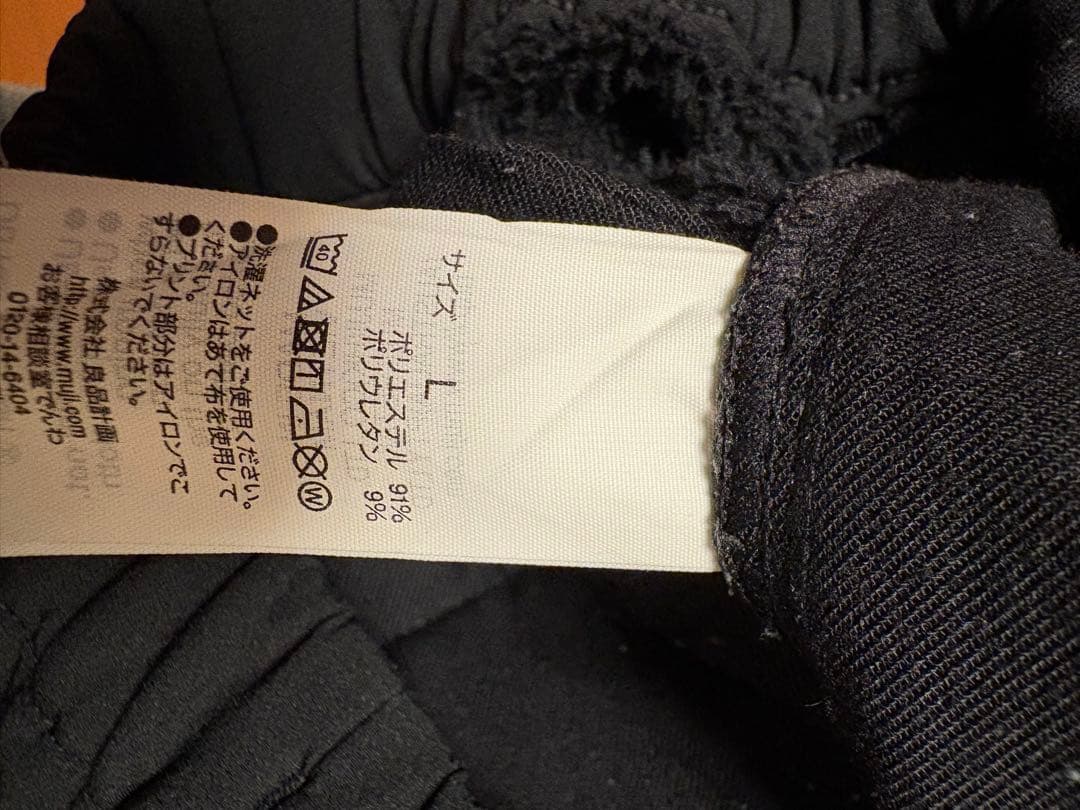 サイズ
L
ポリエステル 91%
ポリウレタン 9%
40
W
●洗濯ネットをご使用ください。
●アイロンはあて布を使用して
ください。
●プリント部分はアイロンでこ
すらないでください。
株式会社 良品計画
http://www.muji.com
お客様相談室でんわ
0120-14-6404